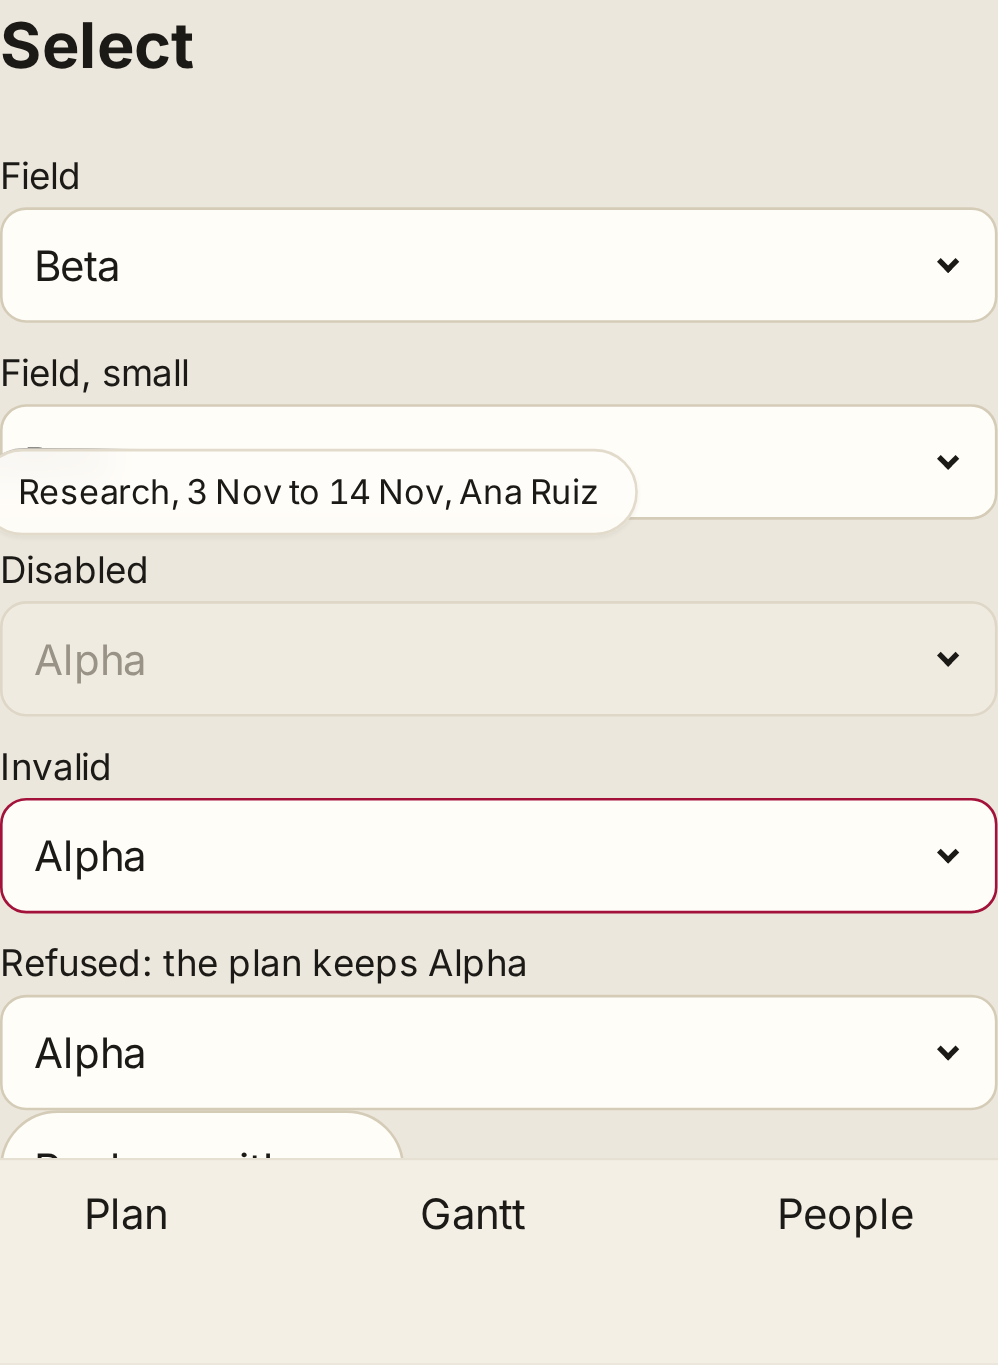 Select
Field
Beta
Field, small
Research, 3 Nov to 14 Nov, Ana Ruiz
Disabled
Alpha
Invalid
Alpha
Refused: the plan keeps Alpha
Alpha
Plan
Gantt
People